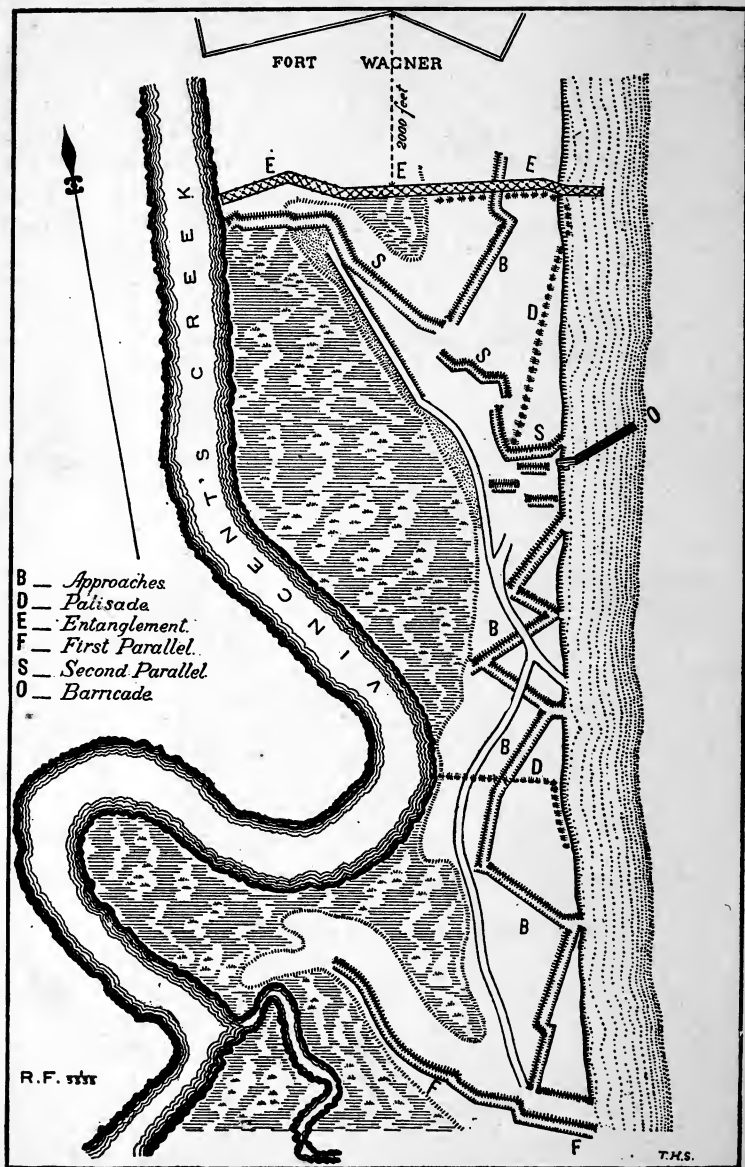 FORT WAGNER
2000 feet
E
E
E
S
B
D
S
S
O
VINCENT'S CREEK
B _ Approaches
D _ Palisade
E _ Entanglement.
F _ First Parallel.
S _ Second Parallel.
O _ Barricade.
B
B
D
B
F
F
R.F.
T.H.S.